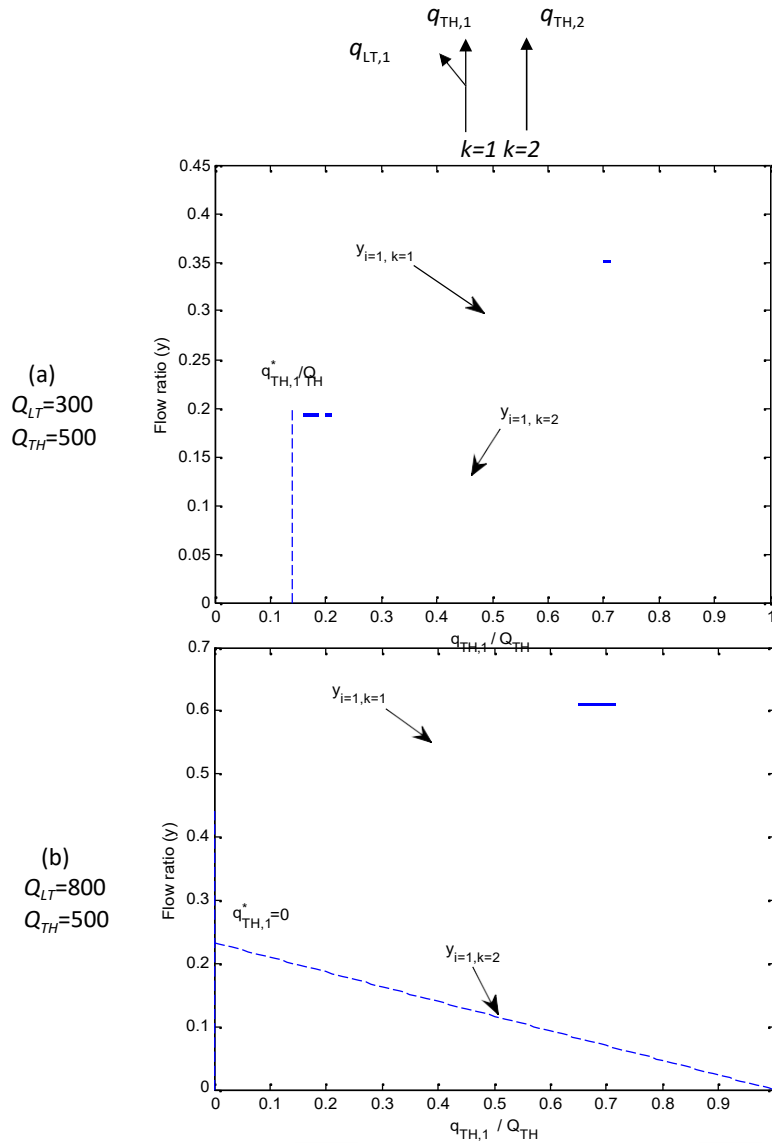 q_TH,1 q_TH,2
q_LT,1
k=1 k=2
0.45
0.4
0.35
0.3
0.25
0.2
0.15
0.1
0.05
0
Flow ratio (y)
y_i=1, k=1
q*_TH,1/Q_TH
y_i=1, k=2
(a)
Q_LT=300
Q_TH=500
0 0.1 0.2 0.3 0.4 0.5 0.6 0.7 0.8 0.9 1
q_TH,1 / Q_TH
0.7
0.6
0.5
0.4
0.3
0.2
0.1
0
Flow ratio (y)
y_i=1,k=1
q*_TH,1=0
y_i=1,k=2
(b)
Q_LT=800
Q_TH=500
0 0.1 0.2 0.3 0.4 0.5 0.6 0.7 0.8 0.9
q_TH,1 / Q_TH